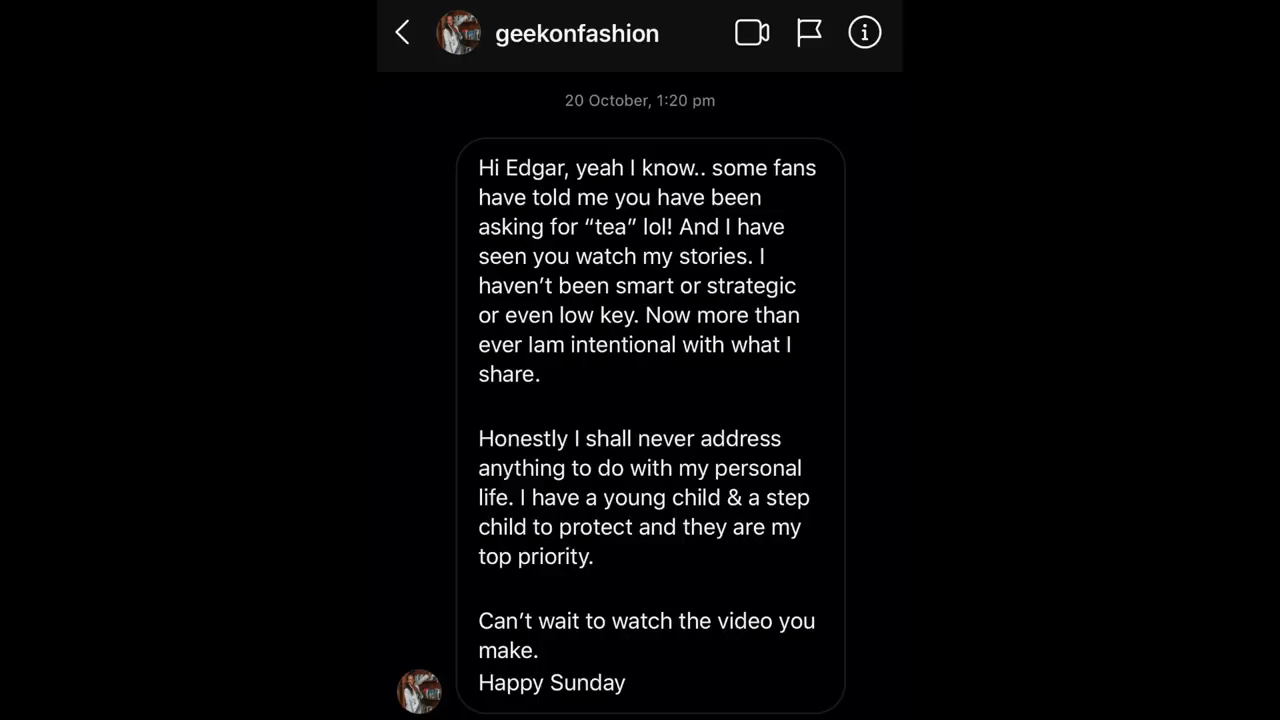 geekonfashion
20 October, 1:20 pm
Hi Edgar, yeah I know.. some fans
have told me you have been
asking for “tea” lol! And I have
seen you watch my stories. I
haven’t been smart or strategic
or even low key. Now more than
ever Iam intentional with what I
share.
Honestly I shall never address
anything to do with my personal
life. I have a young child & a step
child to protect and they are my
top priority.
Can’t wait to watch the video you
make.
Happy Sunday